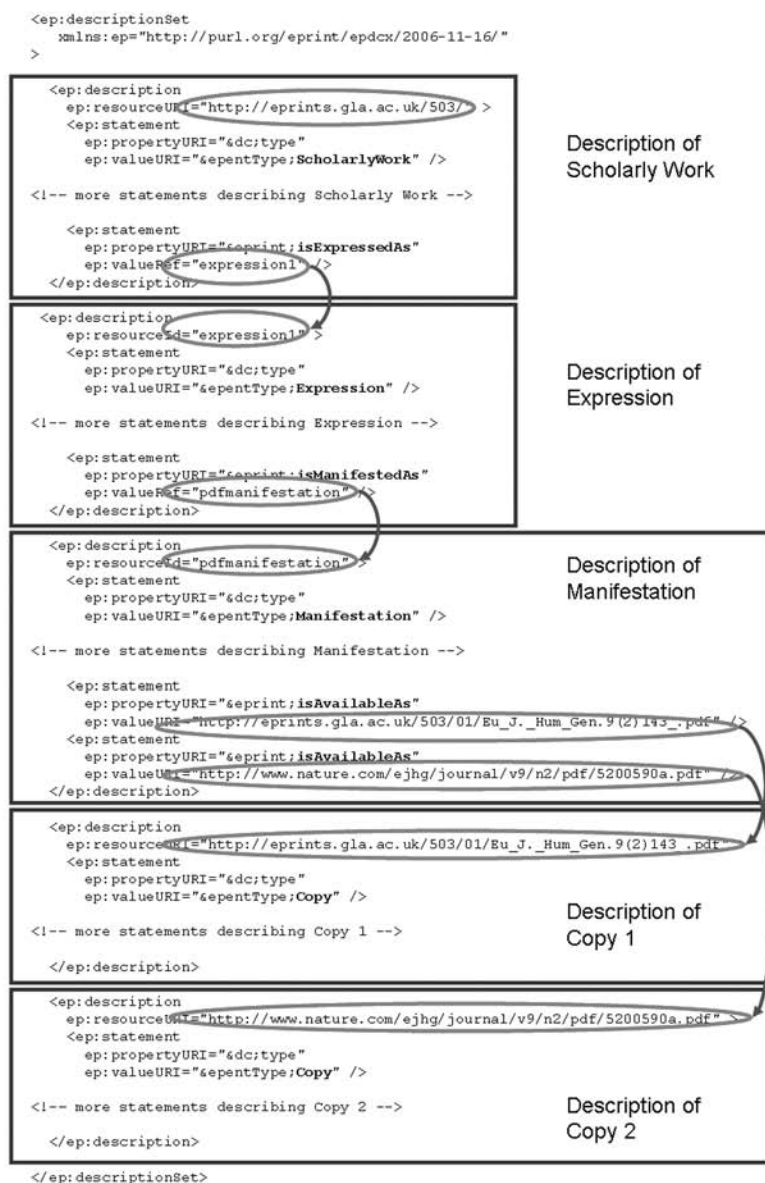 <ep:descriptionSet
xmlns:ep="http://purl.org/eprint/epdcx/2006-11-16/"
>
<ep:description
ep:resourceURI="http://eprints.gla.ac.uk/503/" >
<ep:statement
ep:propertyURI="&dc;type"
ep:valueURI="&epentType;ScholarlyWork" />
Description of
Scholarly Work
<!-- more statements describing Scholarly Work -->
<ep:statement
ep:propertyURI="&eprint;isExpressedAs"
ep:valueRef="expression1" />
</ep:description>
<ep:description
ep:resourceId="expression1" >
<ep:statement
ep:propertyURI="&dc;type"
ep:valueURI="&epentType;Expression" />
Description of
Expression
<!-- more statements describing Expression -->
<ep:statement
ep:propertyURI="&eprint;isManifestedAs"
ep:valueRef="pdfmanifestation" />
</ep:description>
<ep:description
ep:resourceId="pdfmanifestation" >
<ep:statement
ep:propertyURI="&dc;type"
ep:valueURI="&epentType;Manifestation" />
Description of
Manifestation
<!-- more statements describing Manifestation -->
<ep:statement
ep:propertyURI="&eprint;isAvailableAs"
ep:valueURI="http://eprints.gla.ac.uk/503/01/Eu_J._Hum_Gen.9(2)143_.pdf" />
<ep:statement
ep:propertyURI="&eprint;isAvailableAs"
ep:valueURI="http://www.nature.com/ejhg/journal/v9/n2/pdf/5200590a.pdf" />
</ep:description>
<ep:description
ep:resourceURI="http://eprints.gla.ac.uk/503/01/Eu_J._Hum_Gen.9(2)143_.pdf"
<ep:statement
ep:propertyURI="&dc;type"
ep:valueURI="&epentType;Copy" />
Description of
Copy 1
<!-- more statements describing Copy 1 -->
</ep:description>
<ep:description
ep:resourceURI="http://www.nature.com/ejhg/journal/v9/n2/pdf/5200590a.pdf" >
<ep:statement
ep:propertyURI="&dc;type"
ep:valueURI="&epentType;Copy" />
<!-- more statements describing Copy 2 -->
Description of
Copy 2
</ep:description>
</ep:descriptionSet>